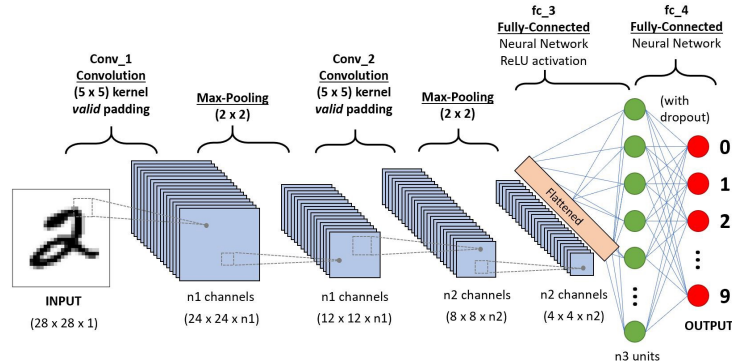 fc_3
Fully-Connected
Neural Network
ReLU activation
fc_4
Fully-Connected
Neural Network
Conv_1
Convolution
(5 x 5) kernel
valid padding
Max-Pooling
(2 x 2)
Conv_2
Convolution
(5 x 5) kernel
valid padding
Max-Pooling
(2 x 2)
(with
dropout)
Flattened
0
1
2
9
INPUT
(28 x 28 x 1)
n1 channels
(24 x 24 x n1)
n1 channels
(12 x 12 x n1)
n2 channels
(8 x 8 x n2)
n2 channels
(4 x 4 x n2)
OUTPUT
n3 units